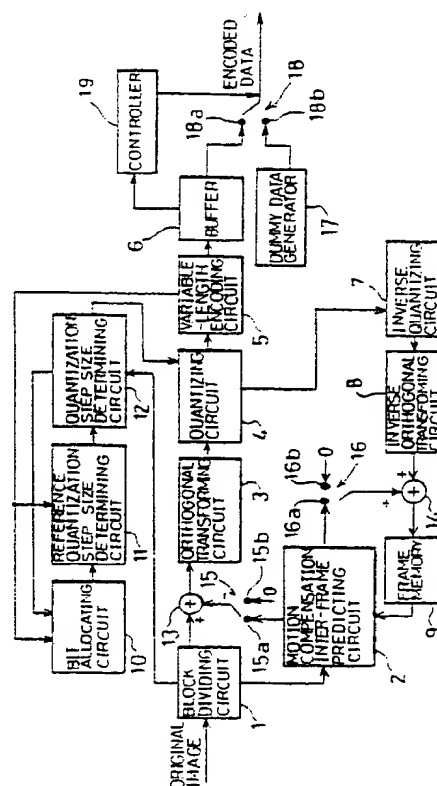 ORIGINAL
IMAGE
BLOCK
DIVIDING
CIRCUIT
1
13
+
-
15
15a
15b
0
ORTHOGONAL
TRANSFORMING
CIRCUIT
3
QUANTIZING
CIRCUIT
4
VARIABLE
-LENGTH
ENCODING
CIRCUIT
5
BUFFER
6
CONTROLLER
19
18a
18
18b
ENCODED
DATA
DUMMY DATA
GENERATOR
17
BIT
ALLOCATING
CIRCUIT
10
REFERENCE
QUANTIZATION
STEP SIZE
DETERMINING
CIRCUIT
11
QUANTIZATION
STEP SIZE
DETERMINING
CIRCUIT
12
MOTION
COMPENSATION
INTER-FRAME
PREDICTING
CIRCUIT
2
16a
16b
0
16
FRAME
MEMORY
9
14
+
+
INVERSE
ORTHOGONAL
TRANSFOMING
CIRCUIT
8
INVERSE
QUANTIZING
CIRCUIT
7